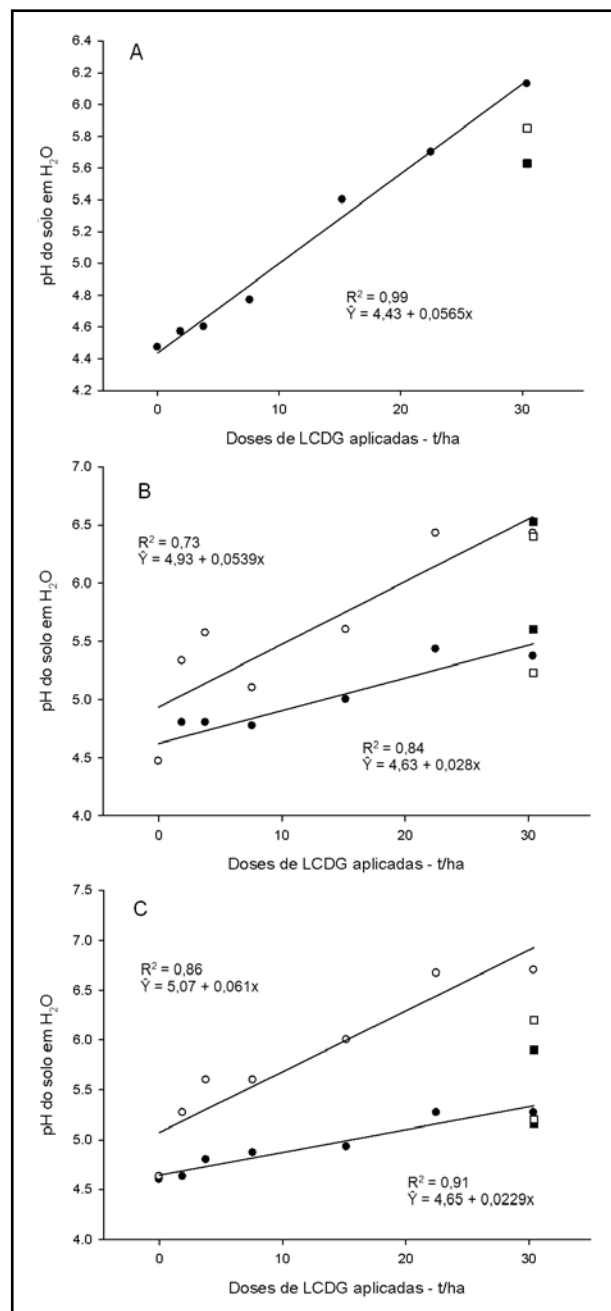 A
6.4
6.2
6.0
5.8
5.6
5.4
5.2
5.0
4.8
4.6
4.4
4.2
pH do solo em H₂O
R² = 0,99
Ŷ = 4,43 + 0,0565x
0
10
20
30
Doses de LCDG aplicadas - t/ha
B
7.0
6.5
6.0
5.5
5.0
4.5
4.0
pH do solo em H₂O
R² = 0,73
Ŷ = 4,93 + 0,0539x
R² = 0,84
Ŷ = 4,63 + 0,028x
0
10
20
30
Doses de LCDG aplicadas - t/ha
C
7.5
7.0
6.5
6.0
5.5
5.0
4.5
4.0
pH do solo em H₂O
R² = 0,86
Ŷ = 5,07 + 0,061x
R² = 0,91
Ŷ = 4,65 + 0,0229x
0
10
20
30
Doses de LCDG aplicadas - t/ha